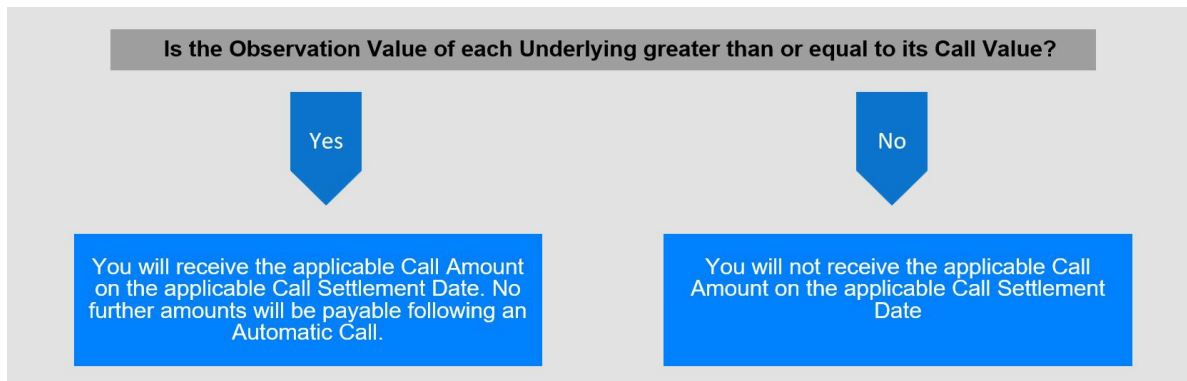 Is the Observation Value of each Underlying greater than or equal to its Call Value?
Yes
No
You will receive the applicable Call Amount
on the applicable Call Settlement Date. No
further amounts will be payable following an
Automatic Call.
You will not receive the applicable Call
Amount on the applicable Call Settlement
Date